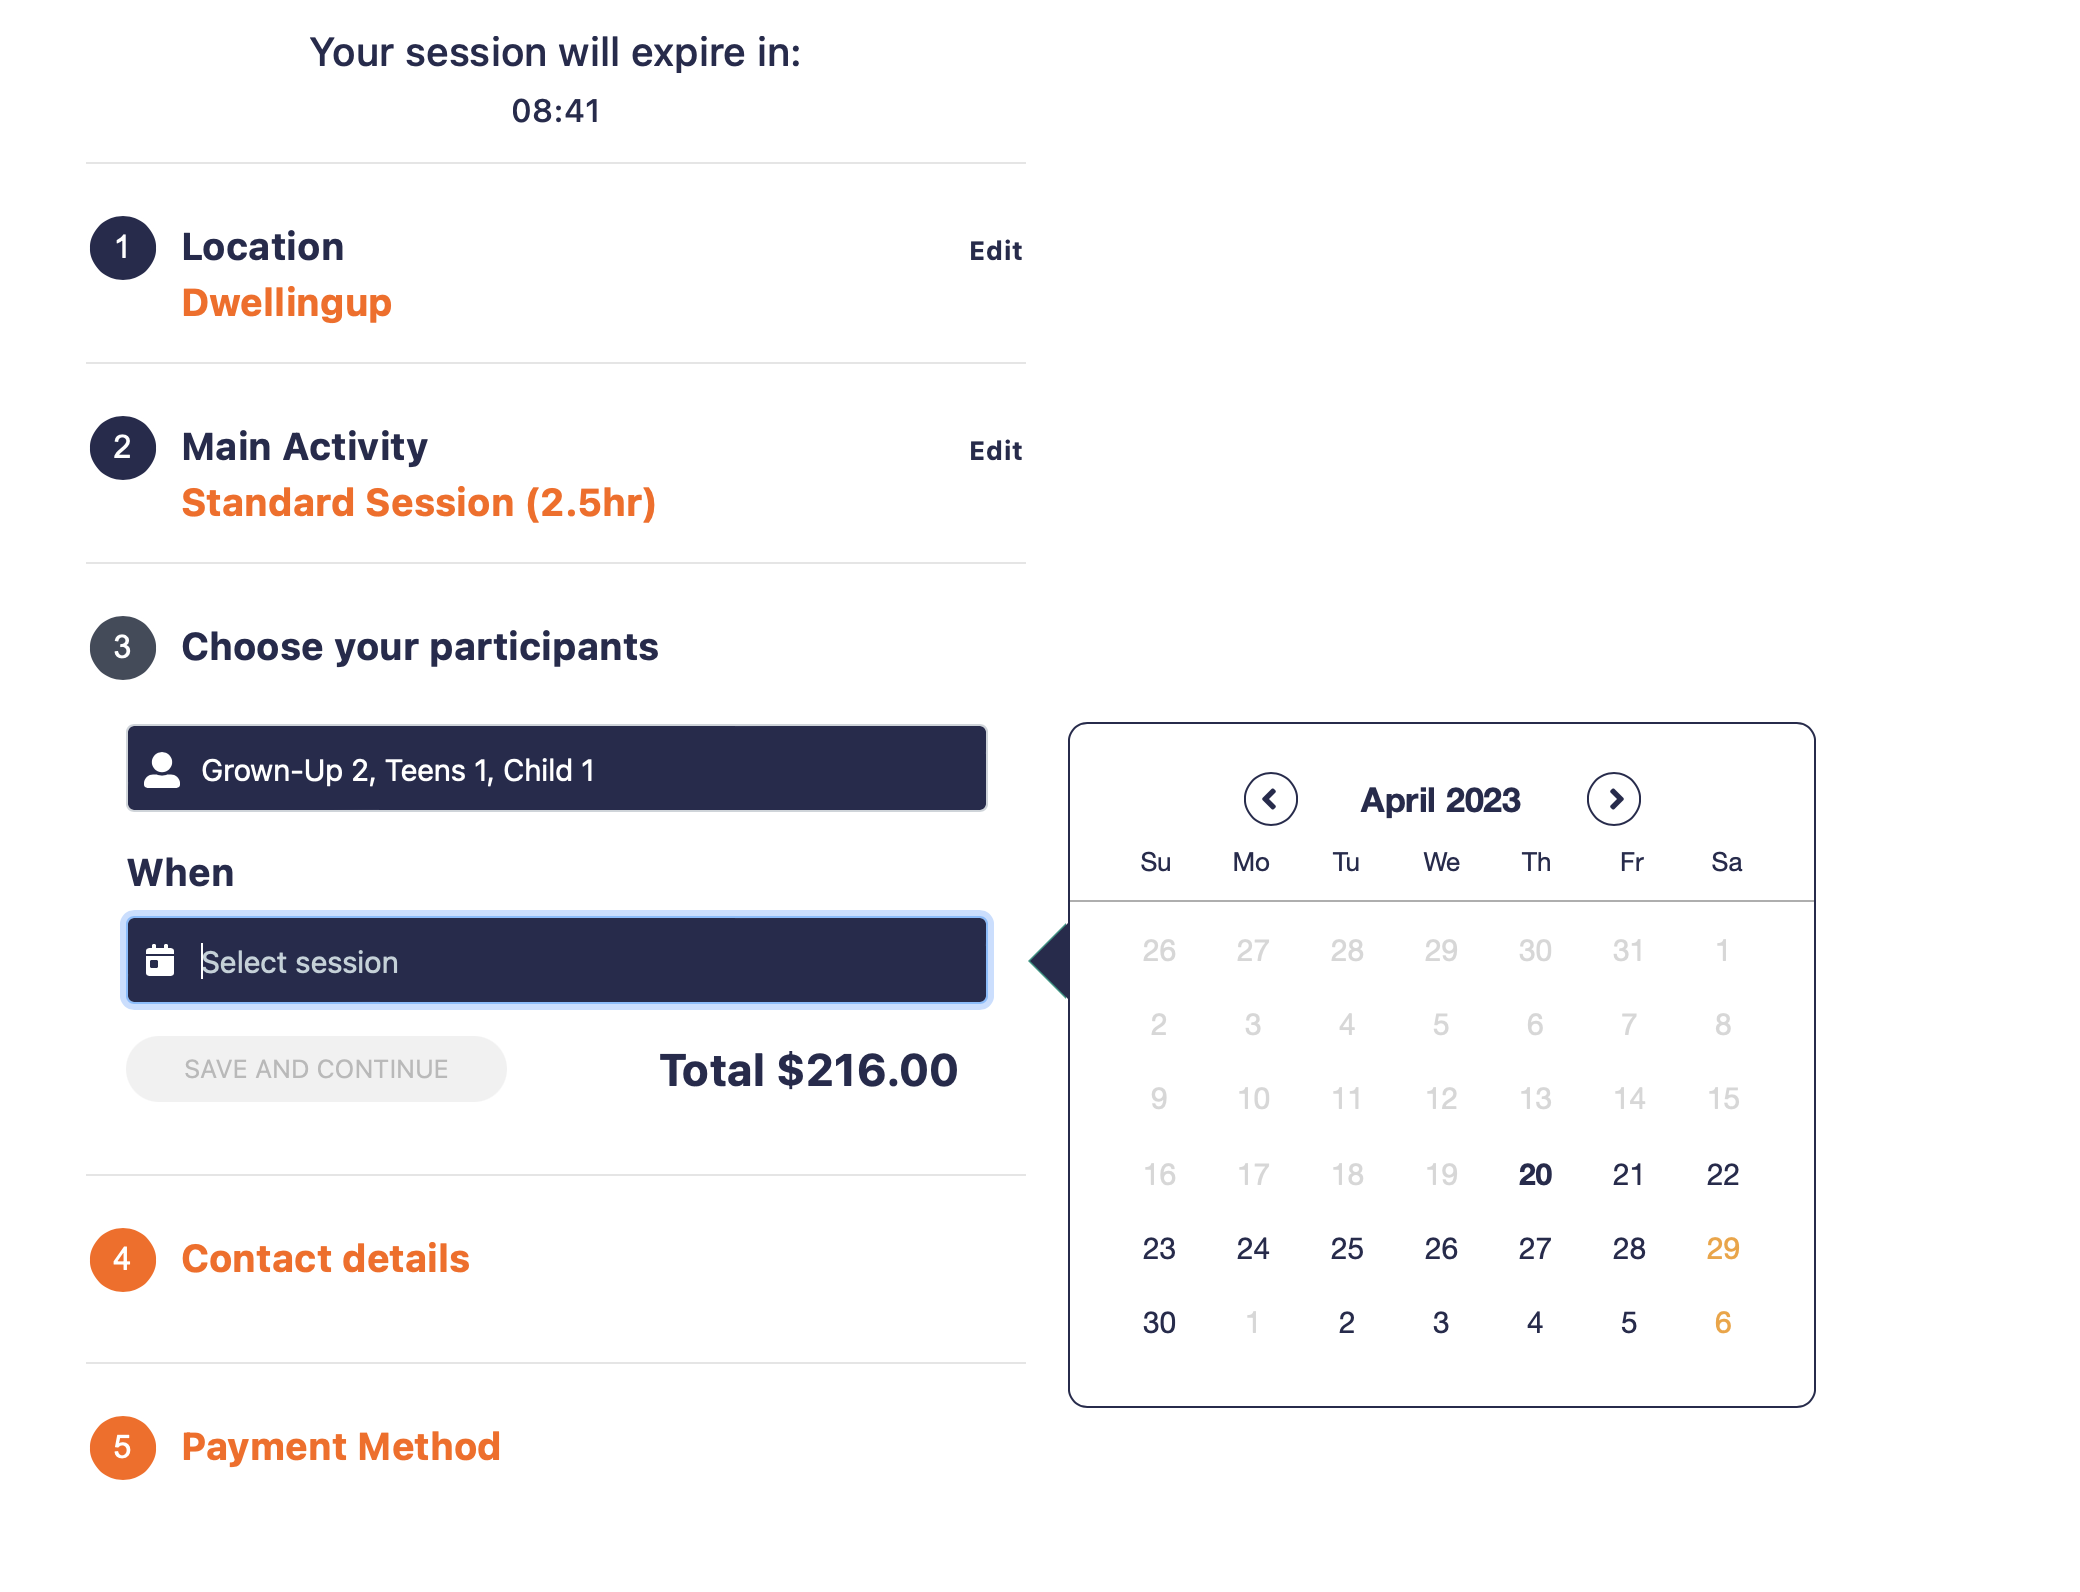 Your session will expire in:
08:41
1 Location Edit
Dwellingup
2 Main Activity Edit
Standard Session (2.5hr)
3 Choose your participants
Grown-Up 2, Teens 1, Child 1
When
Select session
SAVE AND CONTINUE Total $216.00
April 2023
Su Mo Tu We Th Fr Sa
26 27 28 29 30 31 1
2 3 4 5 6 7 8
9 10 11 12 13 14 15
16 17 18 19 20 21 22
23 24 25 26 27 28 29
30 1 2 3 4 5 6
4 Contact details
5 Payment Method